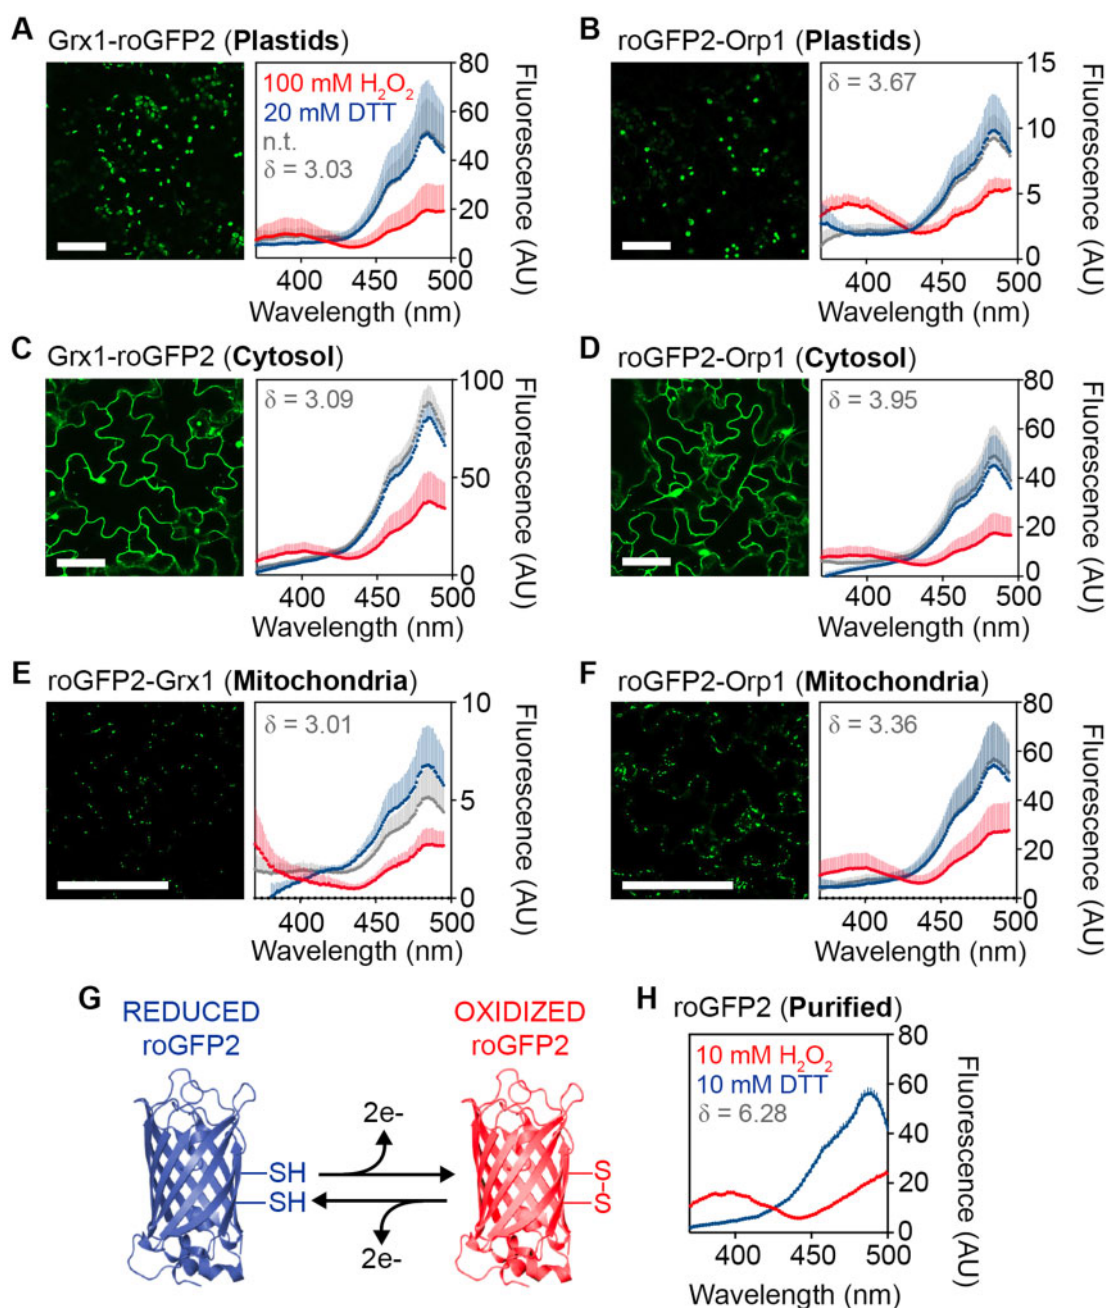 A Grx1-roGFP2 (Plastids)
100 mM H₂O₂
20 mM DTT
n.t.
δ = 3.03
80
60
40
20
0
Fluorescence (AU)
400 450 500
Wavelength (nm)
B roGFP2-Orp1 (Plastids)
δ = 3.67
15
10
5
0
Fluorescence (AU)
400 450 500
Wavelength (nm)
C Grx1-roGFP2 (Cytosol)
δ = 3.09
100
50
0
Fluorescence (AU)
400 450 500
Wavelength (nm)
D roGFP2-Orp1 (Cytosol)
δ = 3.95
80
60
40
20
0
Fluorescence (AU)
400 450 500
Wavelength (nm)
E roGFP2-Grx1 (Mitochondria)
δ = 3.01
10
5
0
Fluorescence (AU)
400 450 500
Wavelength (nm)
F roGFP2-Orp1 (Mitochondria)
δ = 3.36
80
60
40
20
0
Fluorescence (AU)
400 450 500
Wavelength (nm)
G
REDUCED
roGFP2
OXIDIZED
roGFP2
2e-
SH
SH
S
S
2e-
H roGFP2 (Purified)
10 mM H₂O₂
10 mM DTT
δ = 6.28
80
60
40
20
0
Fluorescence (AU)
400 450 500
Wavelength (nm)